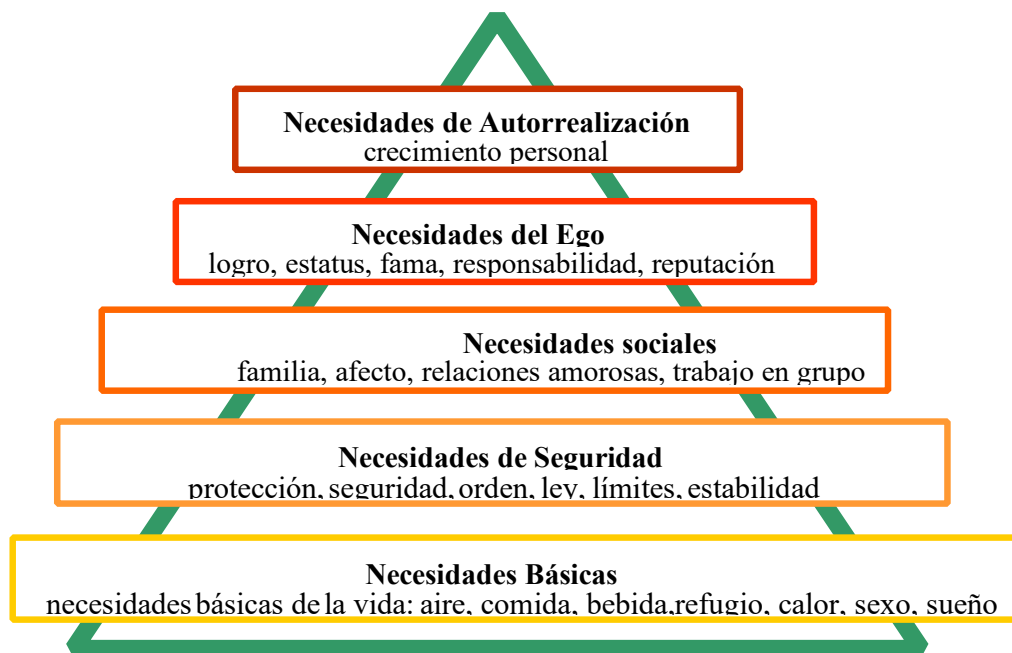 Necesidades de Autorrealización
crecimiento personal
Necesidades del Ego
logro, estatus, fama, responsabilidad, reputación
Necesidades sociales
familia, afecto, relaciones amorosas, trabajo en grupo
Necesidades de Seguridad
protección, seguridad, orden, ley, límites, estabilidad
Necesidades Básicas
necesidades básicas de la vida: aire, comida, bebida,refugio, calor, sexo, sueño